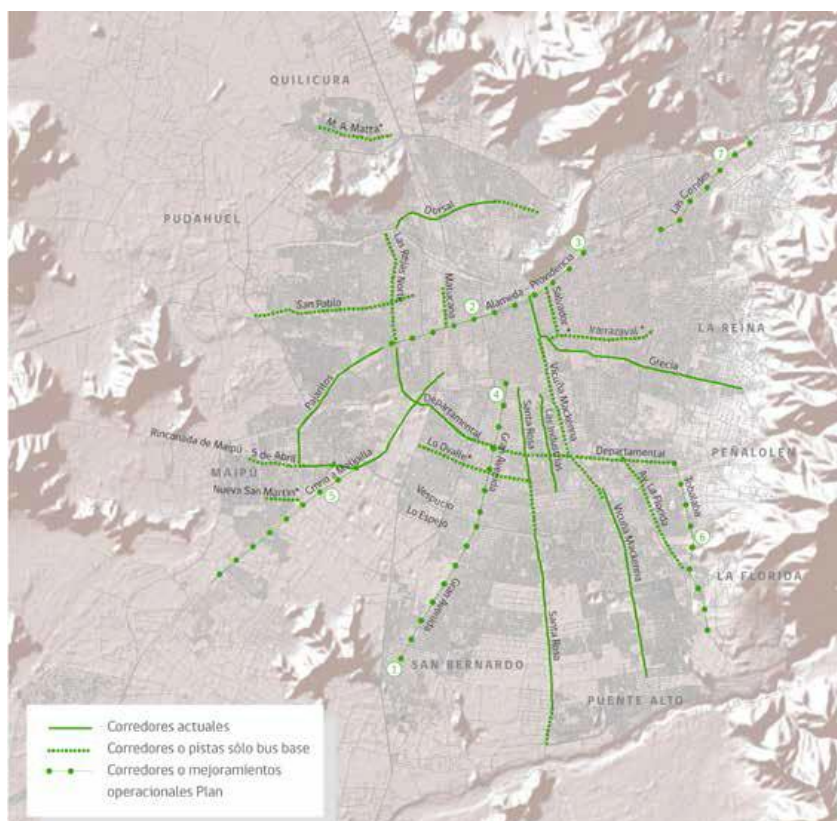 QUILICURA
M. A. Matta*
7
Las Condes
PUDAHUEL
Dorsal
Las Rejas Norte
3
Matucana
2
Alameda - Providencia
Salvador*
San Pablo
Irarrázaval*
LA REINA
Grecia
Pajaritos
Vicuña Mackenna
4
Departamental
Santa Rosa
Las Industrias
Gran Avenida
Rinconada de Maipú
5 de Abril
Lo Ovalle*
Departamental
PEÑALOLÉN
MAIPÚ
Cmno a Melipilla
Nueva San Martín*
5
Vespucio
Av. La Florida
Tobalaba
Lo Espejo
Vicuña Mackenna
6
LA FLORIDA
Gran Avenida
Santa Rosa
1
SAN BERNARDO
PUENTE ALTO
Corredores actuales
Corredores o pistas sólo bus base
Corredores o mejoramientos
operacionales Plan